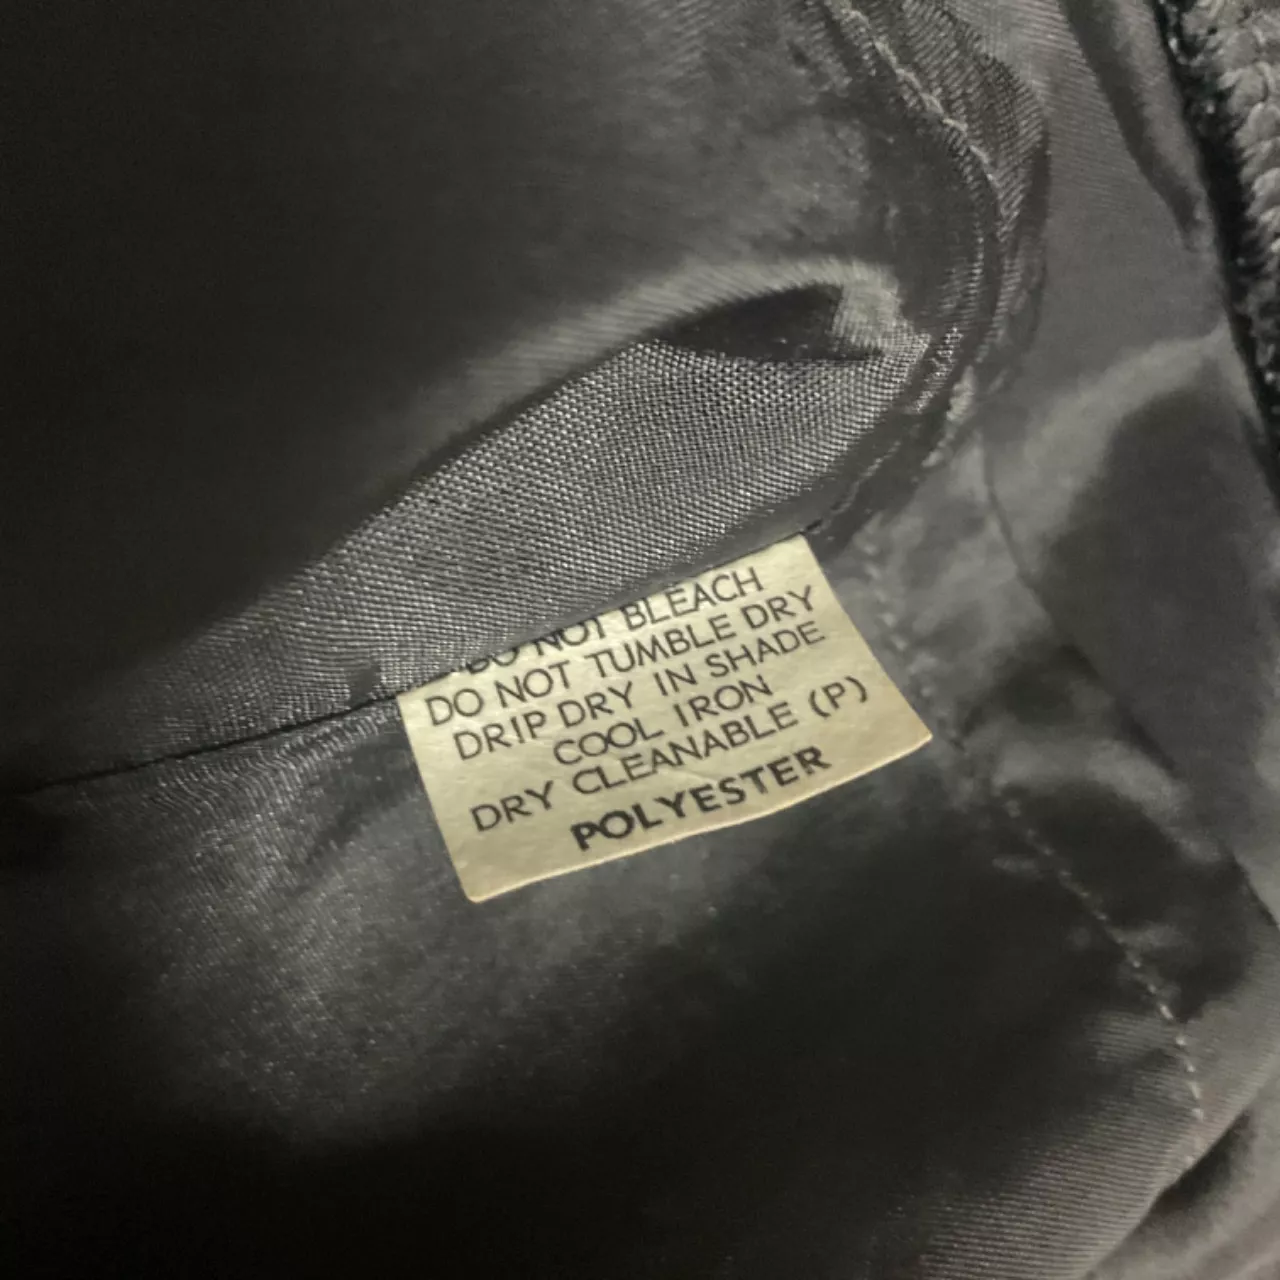 DO NOT BLEACH
DO NOT TUMBLE DRY
DRIP DRY IN SHADE
COOL IRON
DRY CLEANABLE (P)
POLYESTER